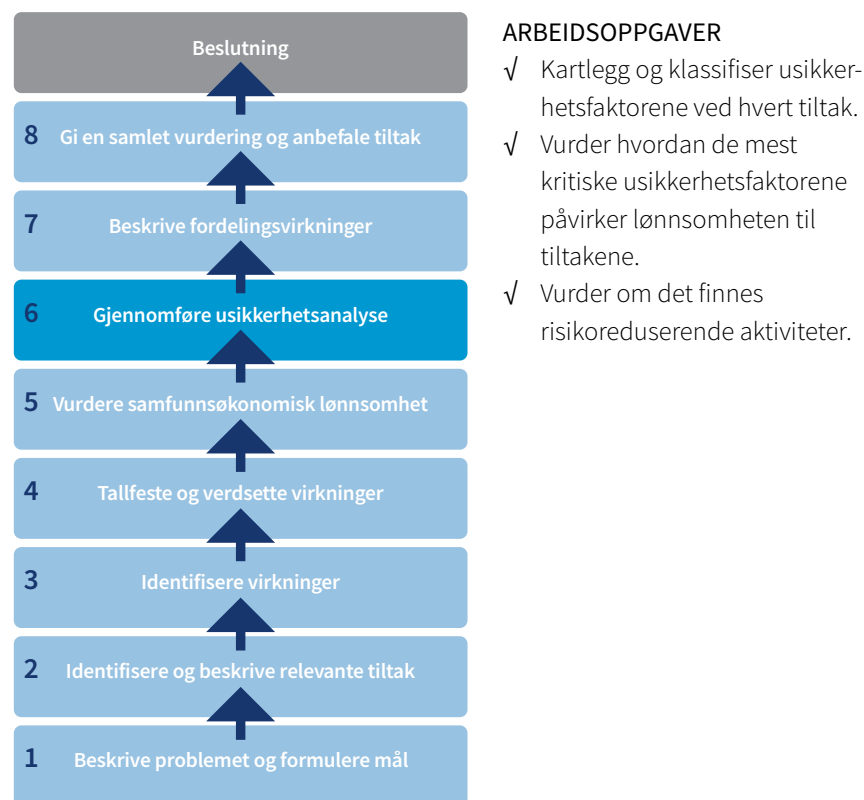 Beslutning
8 Gi en samlet vurdering og anbefale tiltak
7 Beskrive fordelingsvirkninger
6 Gjennomføre usikkerhetsanalyse
5 Vurdere samfunnsøkonomisk lønnsomhet
4 Tallfeste og verdsette virkninger
3 Identifisere virkninger
2 Identifisere og beskrive relevante tiltak
1 Beskrive problemet og formulere mål
ARBEIDSOPPGAVER
√ Kartlegg og klassifiser usikker-
hetsfaktorene ved hvert tiltak.
√ Vurder hvordan de mest
kritiske usikkerhetsfaktorene
påvirker lønnsomheten til
tiltakene.
√ Vurder om det finnes
risikoreduserende aktiviteter.